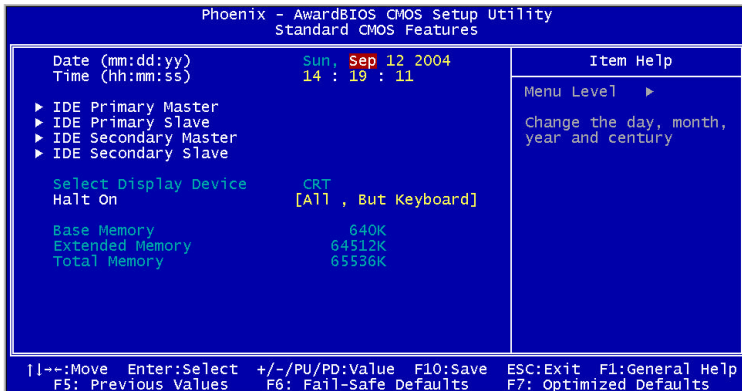 Phoenix - AwardBIOS CMOS Setup Utility
Standard CMOS Features
Date (mm:dd:yy) Sun, Sep 12 2004
Time (hh:mm:ss) 14 : 19 : 11
▶ IDE Primary Master
▶ IDE Primary Slave
▶ IDE Secondary Master
▶ IDE Secondary Slave
Select Display Device CRT
Halt On [All , But Keyboard]
Base Memory 640K
Extended Memory 64512K
Total Memory 65536K
Item Help
Menu Level ▶
Change the day, month,
year and century
↑↓→←:Move Enter:Select +/-/PU/PD:Value F10:Save ESC:Exit F1:General Help
F5: Previous Values F6: Fail-Safe Defaults F7: Optimized Defaults